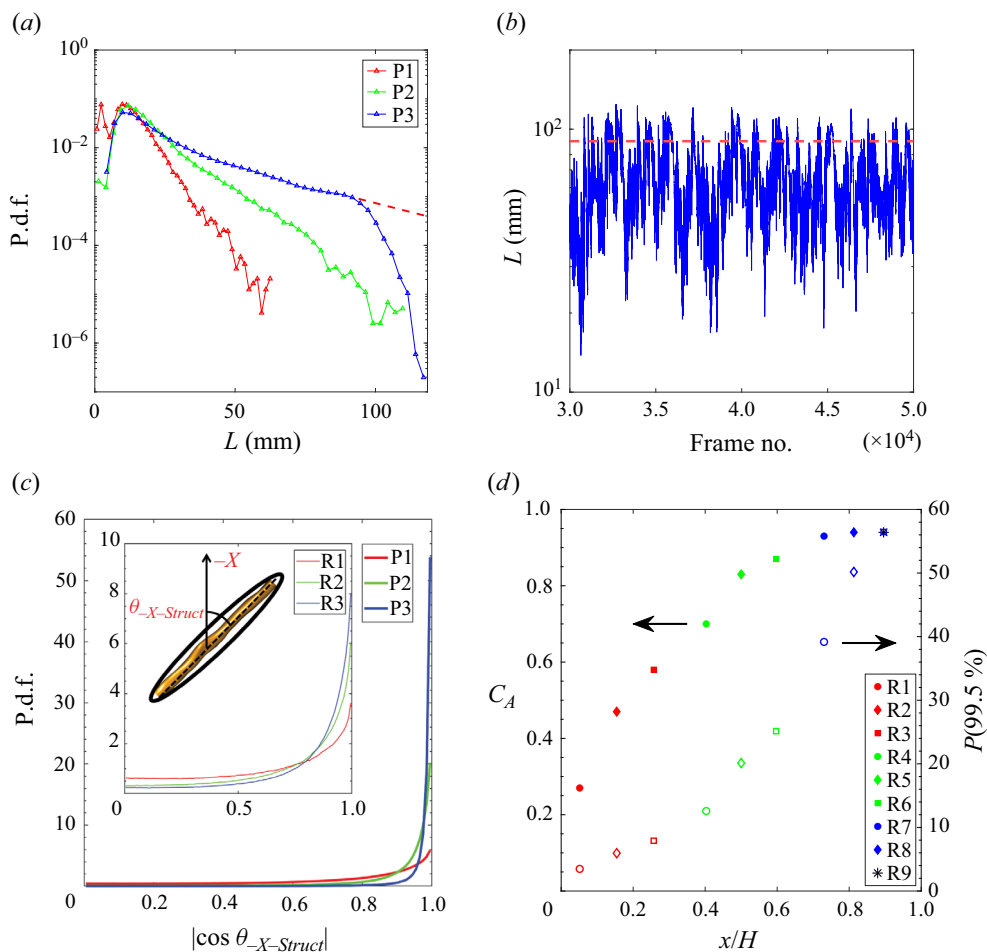 (a)
10^0
10^−2
10^−4
10^−6
P.d.f.
0
50
100
L (mm)
P1
P2
P3
(b)
10^2
10^1
L (mm)
3.0
3.5
4.0
4.5
5.0
Frame no.
(×10^4)
(c)
60
50
40
30
20
10
0
P.d.f.
0.2
0.4
0.6
0.8
1.0
|cos θ_−X−Struct|
8
6
4
2
0
0.5
1.0
−X
θ_−X−Struct
R1
R2
R3
P1
P2
P3
(d)
1.0
0.8
0.6
0.4
0.2
C_A
0
0.2
0.4
0.6
0.8
1.0
x/H
60
50
40
30
20
10
0
P(99.5 %)
R1
R2
R3
R4
R5
R6
R7
R8
R9